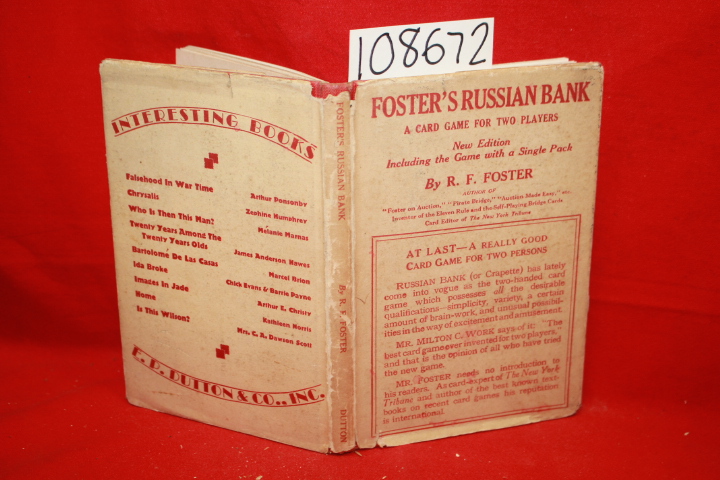 108672
INTERESTING BOOKS
Falsehood In War Time
Arthur Ponsonby
Chrysalis
Zephine Humphrey
Who Is Then This Man?
Melanie Marnas
Twenty Years Among The
Twenty Years Olds
James Anderson Hawes
Bartolomé De Las Casas
Marcel Brion
Ida Broke
Chick Evans & Barrie Payne
Images In Jade
Arthur E. Christy
Home
Kathleen Norris
Is This Wilson?
Mrs. C. A. Dawson Scott
E. P. DUTTON & CO., INC.
FOSTER'S RUSSIAN BANK
By R. F. FOSTER
DUTTON
FOSTER'S RUSSIAN BANK
A CARD GAME FOR TWO PLAYERS
New Edition
Including the Game with a Single Pack
By R. F. FOSTER
AUTHOR OF
"Foster on Auction," "Pirate Bridge," "Auction Made Easy," etc.
Inventor of the Eleven Rule and the Self-Playing Bridge Cards
Card Editor of The New York Tribune
AT LAST—A REALLY GOOD
CARD GAME FOR TWO PERSONS
RUSSIAN BANK (or Crapette) has lately
come into vogue as the two-handed card
game which possesses all the desirable
qualifications—simplicity, variety, a certain
amount of brain-work, and unusual possibil-
ities in the way of excitement and amusement.
MR. MILTON C. WORK says of it: "The
best card game ever invented for two players,"
and that is the opinion of all who have tried
the new game.
MR. FOSTER needs no introduction to
his readers. As card-expert of The New York
Tribune and author of the best known text-
books on recent card games his reputation
is international.